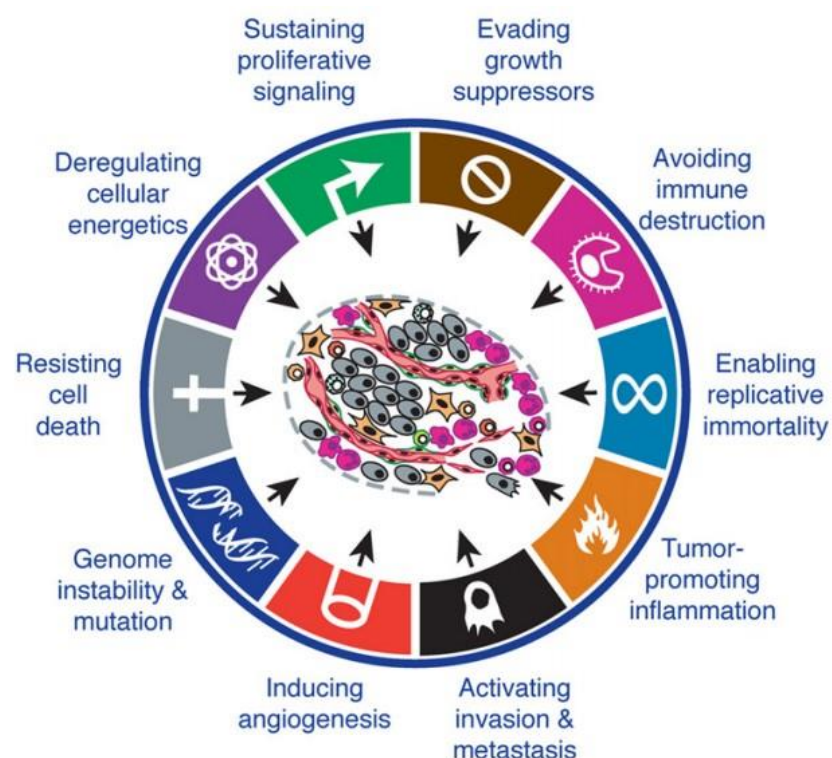 Sustaining
proliferative
signaling
Evading
growth
suppressors
Avoiding
immune
destruction
Enabling
replicative
immortality
Tumor-
promoting
inflammation
Activating
invasion &
metastasis
Inducing
angiogenesis
Genome
instability &
mutation
Resisting
cell
death
Deregulating
cellular
energetics